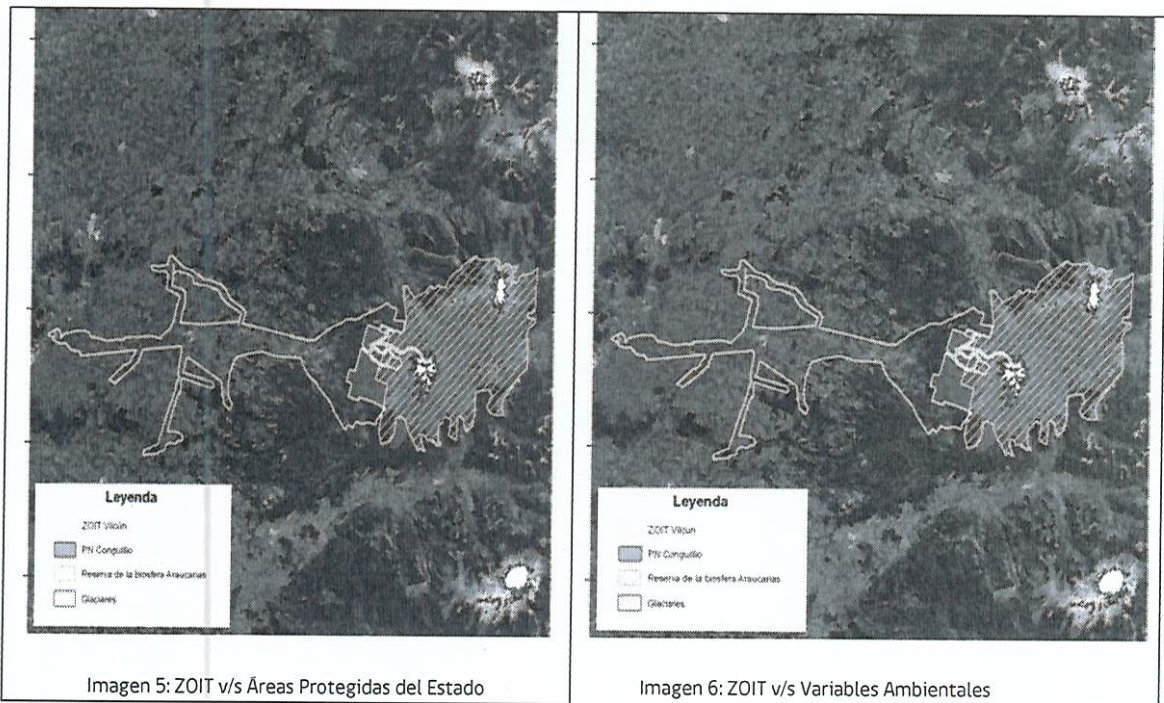 Leyenda
ZOIT Vilcún
PN Conguillío
Reserva de la biosfera Araucarias
Glaciares
Imagen 5: ZOIT v/s Áreas Protegidas del Estado
Leyenda
ZOIT Vilcún
PN Conguillío
Reserva de la biosfera Araucarias
Glaciares
Imagen 6: ZOIT v/s Variables Ambientales